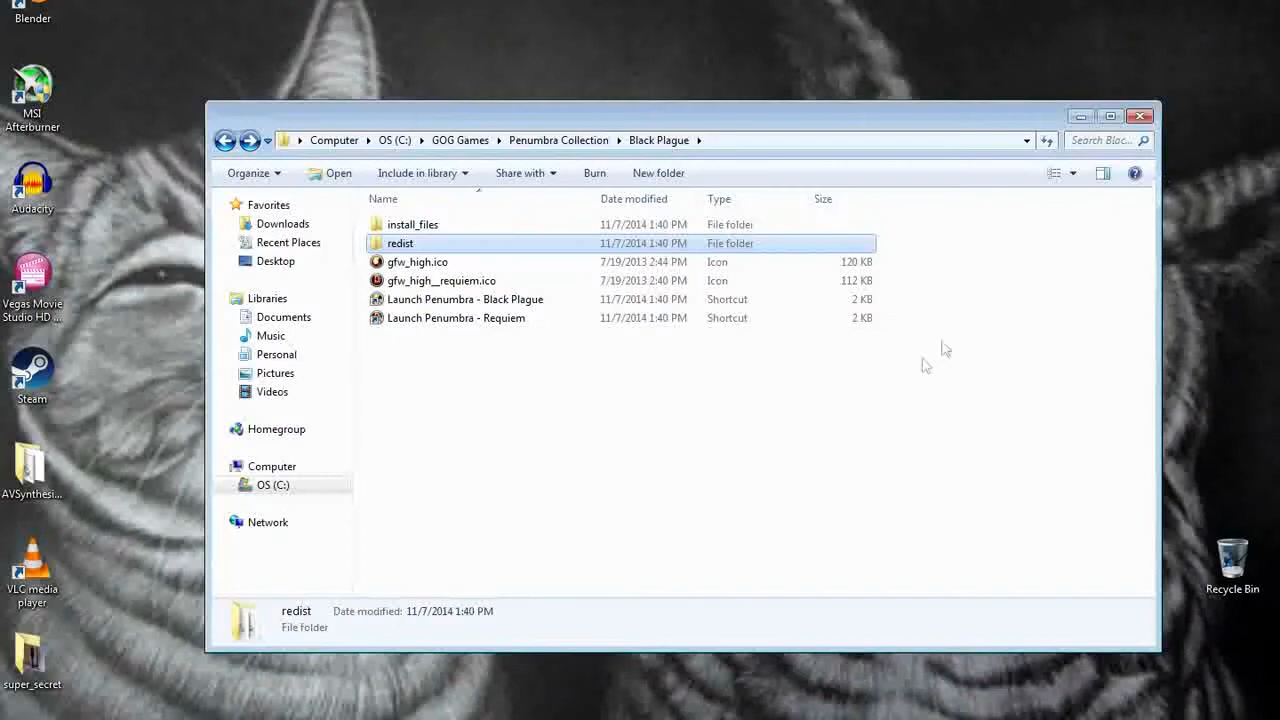 Blender
MSI
Afterburner
Audacity
Vegas Movie
Studio HD ...
Steam
AVSynthesi...
VLC media
player
super_secret
Computer OS (C:) GOG Games Penumbra Collection Black Plague
Search Blac...
Organize Open Include in library Share with Burn New folder
Favorites
Downloads
Recent Places
Desktop
Libraries
Documents
Music
Personal
Pictures
Videos
Homegroup
Computer
OS (C:)
Network
Name Date modified Type Size
install_files 11/7/2014 1:40 PM File folder
redist 11/7/2014 1:40 PM File folder
gfw_high.ico 7/19/2013 2:44 PM Icon 120 KB
gfw_high__requiem.ico 7/19/2013 2:40 PM Icon 112 KB
Launch Penumbra - Black Plague 11/7/2014 1:40 PM Shortcut 2 KB
Launch Penumbra - Requiem 11/7/2014 1:40 PM Shortcut 2 KB
redist Date modified: 11/7/2014 1:40 PM
File folder
Recycle Bin